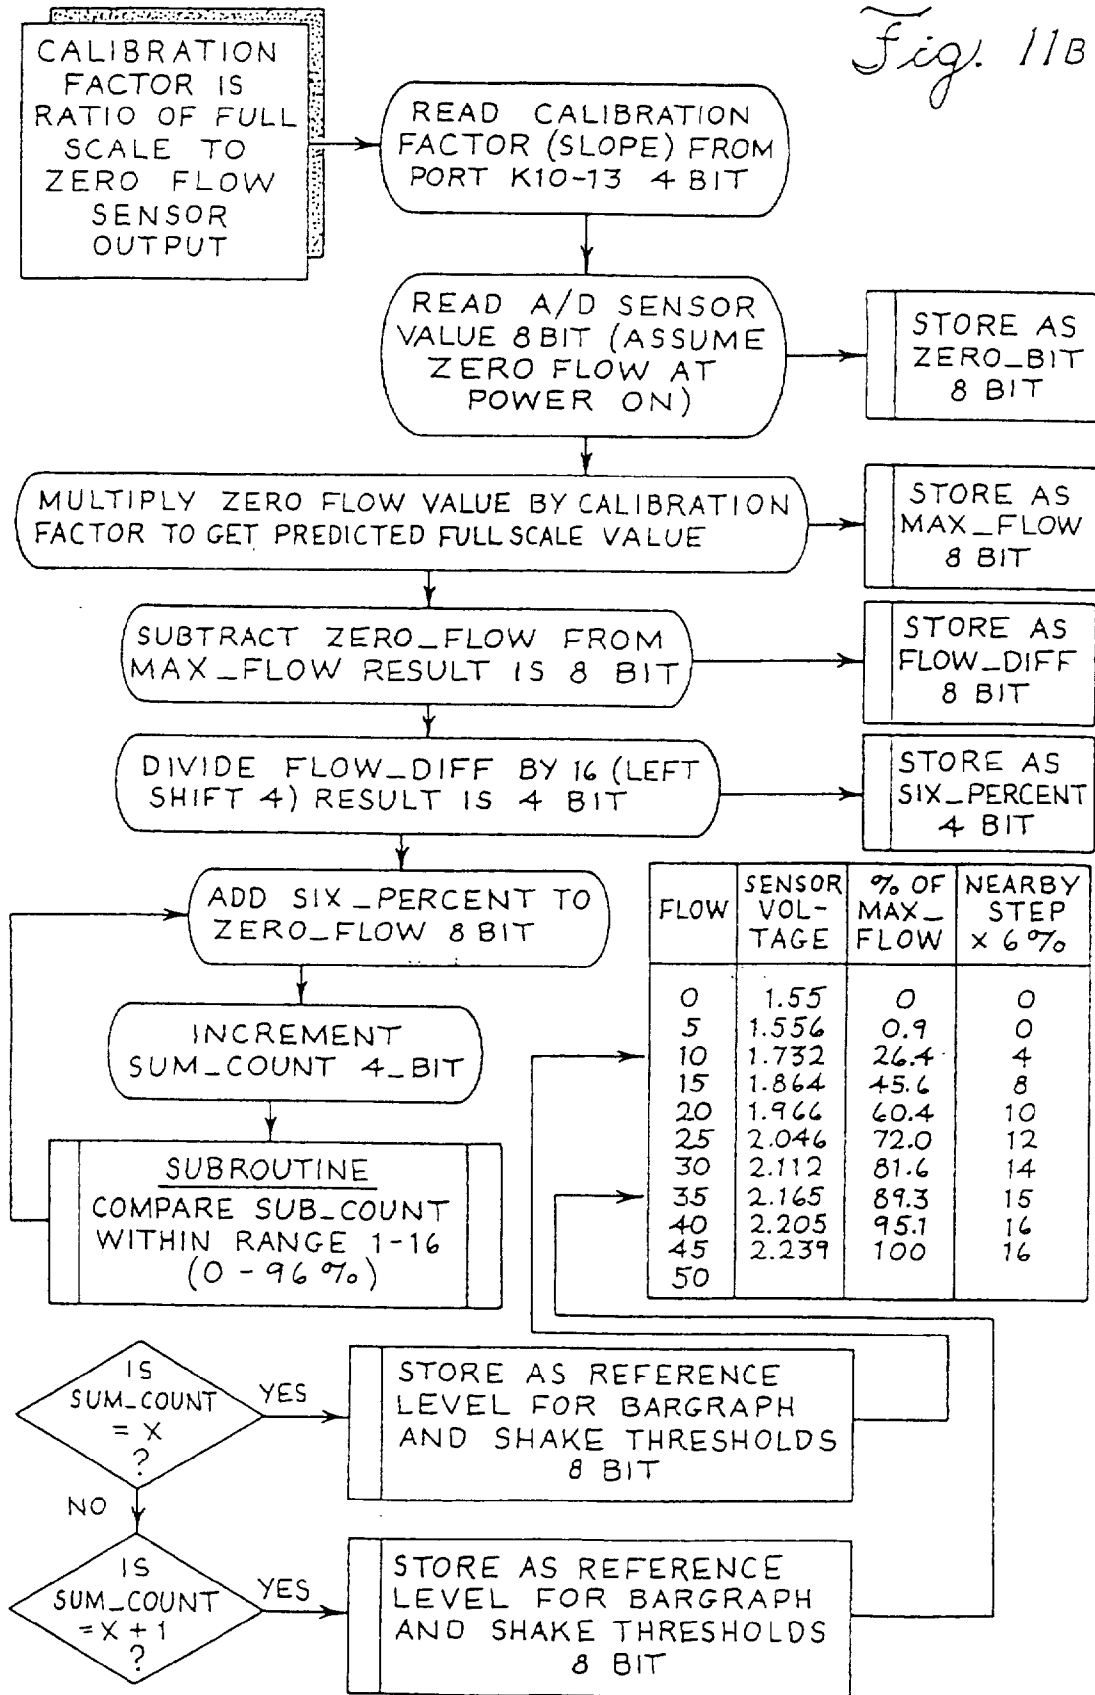 Fig. 11B
CALIBRATION
FACTOR IS
RATIO OF FULL
SCALE TO
ZERO FLOW
SENSOR
OUTPUT
READ CALIBRATION
FACTOR (SLOPE) FROM
PORT K10-13 4 BIT
READ A/D SENSOR
VALUE 8 BIT (ASSUME
ZERO FLOW AT
POWER ON)
STORE AS
ZERO_BIT
8 BIT
MULTIPLY ZERO FLOW VALUE BY CALIBRATION
FACTOR TO GET PREDICTED FULL SCALE VALUE
STORE AS
MAX_FLOW
8 BIT
SUBTRACT ZERO_FLOW FROM
MAX_FLOW RESULT IS 8 BIT
STORE AS
FLOW_DIFF
8 BIT
DIVIDE FLOW_DIFF BY 16 (LEFT
SHIFT 4) RESULT IS 4 BIT
STORE AS
SIX_PERCENT
4 BIT
ADD SIX_PERCENT TO
ZERO_FLOW 8 BIT
INCREMENT
SUM_COUNT 4_BIT
SUBROUTINE
COMPARE SUB_COUNT
WITHIN RANGE 1-16
(0-96%)
FLOW SENSOR VOL-TAGE % OF MAX_FLOW NEARBY STEP x 6%
0 1.55 0 0
5 1.556 0.9 0
10 1.732 26.4 4
15 1.864 45.6 8
20 1.966 60.4 10
25 2.046 72.0 12
30 2.112 81.6 14
35 2.165 89.3 15
40 2.205 95.1 16
45 2.239 100 16
50
IS
SUM_COUNT
= X
?
YES
STORE AS REFERENCE
LEVEL FOR BARGRAPH
AND SHAKE THRESHOLDS
8 BIT
NO
IS
SUM_COUNT
= X + 1
?
YES
STORE AS REFERENCE
LEVEL FOR BARGRAPH
AND SHAKE THRESHOLDS
8 BIT